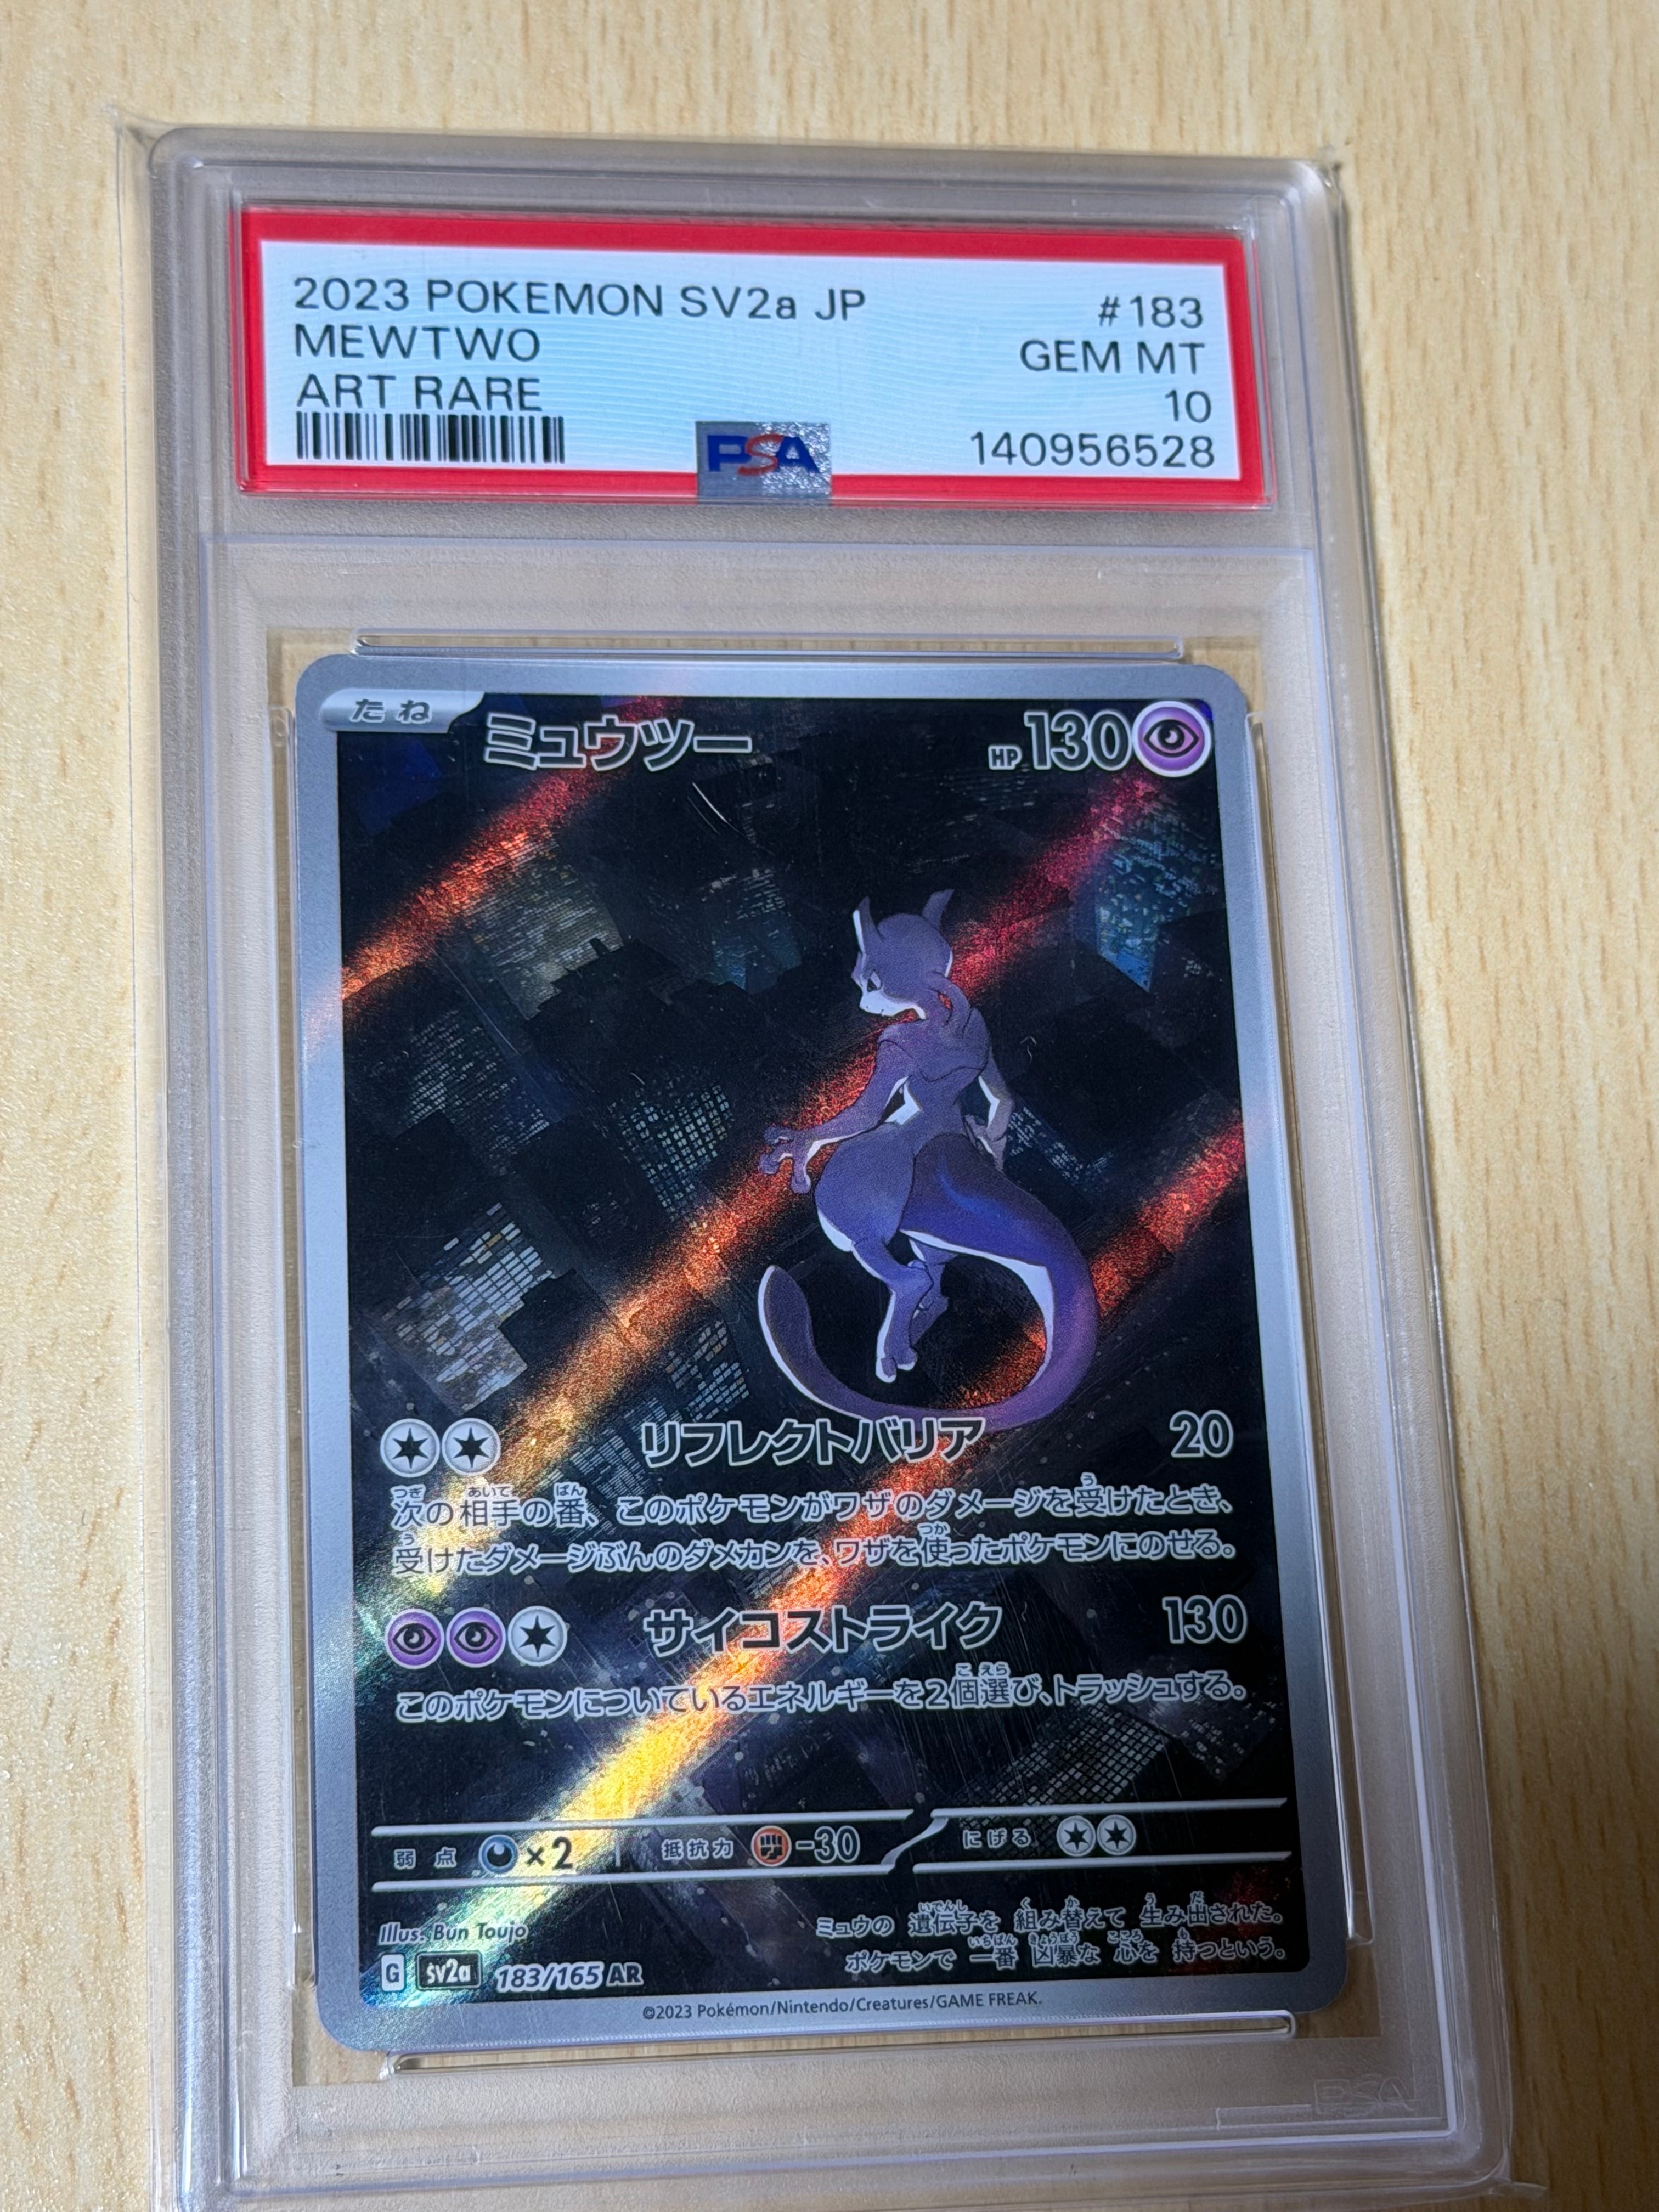 2023 POKEMON SV2a JP #183
MEWTWO GEM MT
ART RARE 10
PSA 140956528
たね ミュウツー HP 130
リフレクトバリア 20
次の相手の番、このポケモンがワザのダメージを受けたとき、
受けたダメージぶんのダメカンを、ワザを使ったポケモンにのせる。
サイコストライク 130
このポケモンについているエネルギーを2個選び、トラッシュする。
弱点 ×2 抵抗力 -30 にげる
Illus. Bun Toujo
ミュウの 遺伝子を 組み替えて 生み出された。
ポケモンで 一番 凶暴な 心を 持つという。
G sv2a 183/165 AR
©2023 Pokémon/Nintendo/Creatures/GAME FREAK.
PSA